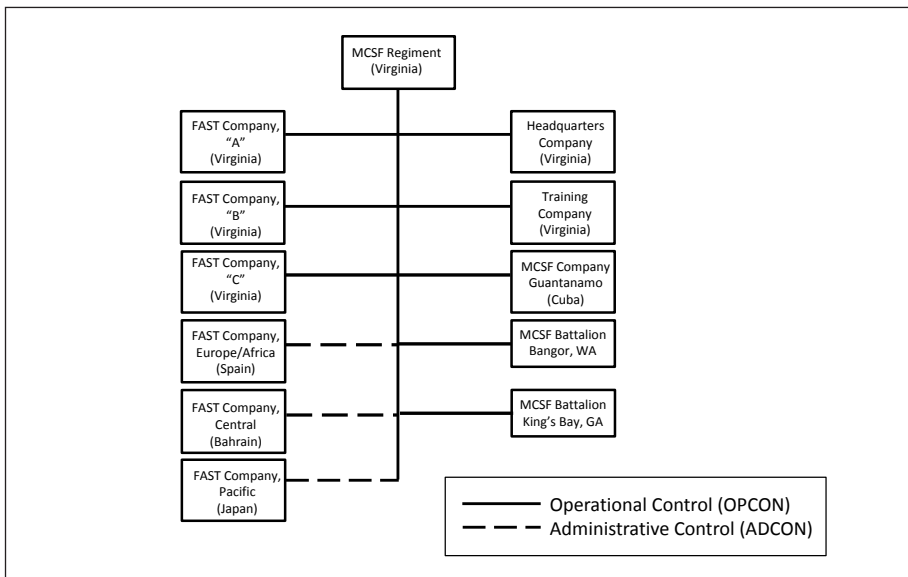 MCSF Regiment
(Virginia)
FAST Company,
“A”
(Virginia)
Headquarters
Company
(Virginia)
FAST Company,
“B”
(Virginia)
Training
Company
(Virginia)
FAST Company,
“C”
(Virginia)
MCSF Company
Guantanamo
(Cuba)
FAST Company,
Europe/Africa
(Spain)
MCSF Battalion
Bangor, WA
FAST Company,
Central
(Bahrain)
MCSF Battalion
King’s Bay, GA
FAST Company,
Pacific
(Japan)
Operational Control (OPCON)
Administrative Control (ADCON)